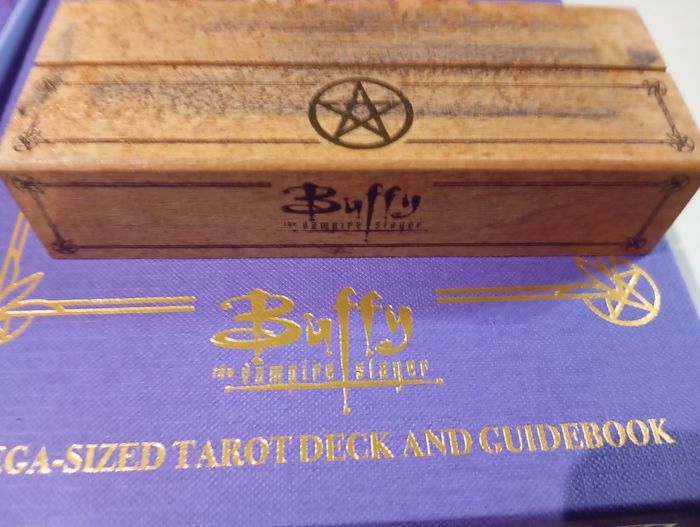 Buffy
the vampire slayer
Buffy
the vampire slayer
EGA-SIZED TAROT DECK AND GUIDEBOOK